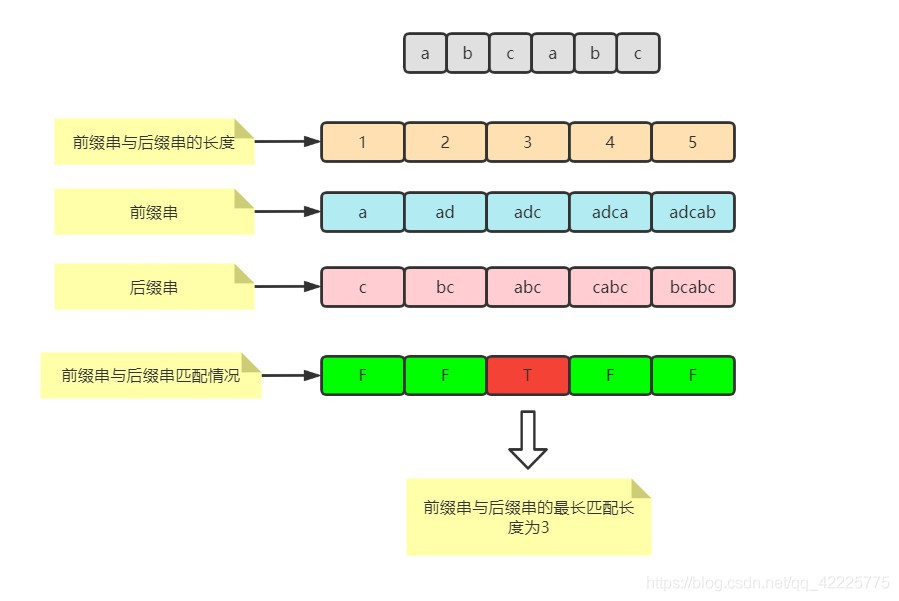 a b c a b c
前缀串与后缀串的长度 1 2 3 4 5
前缀串 a ad adc adca adcab
后缀串 c bc abc cabc bcabc
前缀串与后缀串匹配情况 F F T F F
前缀串与后缀串的最长匹配长
度为3
https://blog.csdn.net/qq_42225775